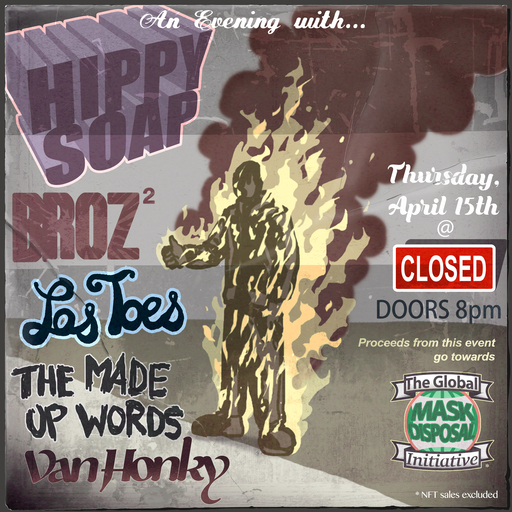 An Evening with...
HIPPY
SOAP
BROZ²
Los Toes
THE MADE
UP WORDS
Van Honky
Thursday,
April 15th
@
CLOSED
DOORS 8pm
Proceeds from this event
go towards
The Global
MASK
DISPOSAL
Initiative
* NFT sales excluded